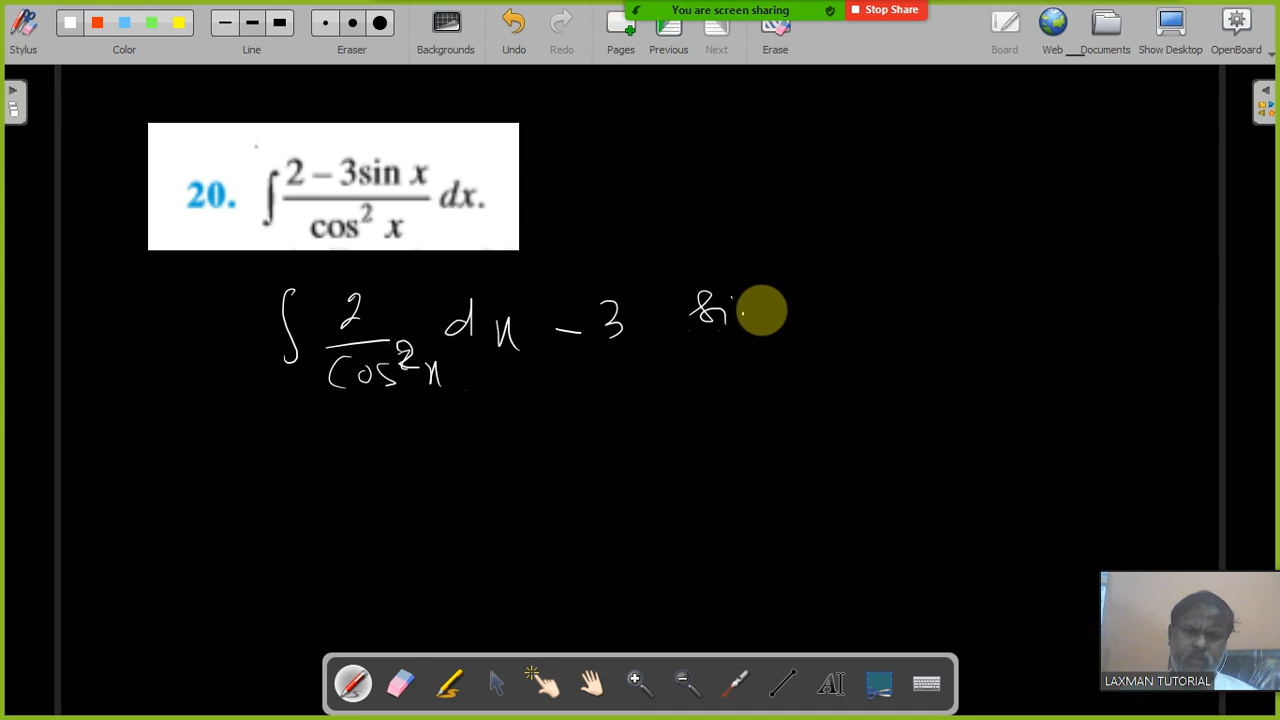 You are screen sharing Stop Share
Stylus Color Line Eraser Backgrounds Undo Redo Pages Previous Next Erase Board Web Documents Show Desktop OpenBoard
20. ∫ (2 – 3sin x)/(cos² x) dx.
∫ 2/(cos²x) dx – 3 si
LAXMAN TUTORIAL